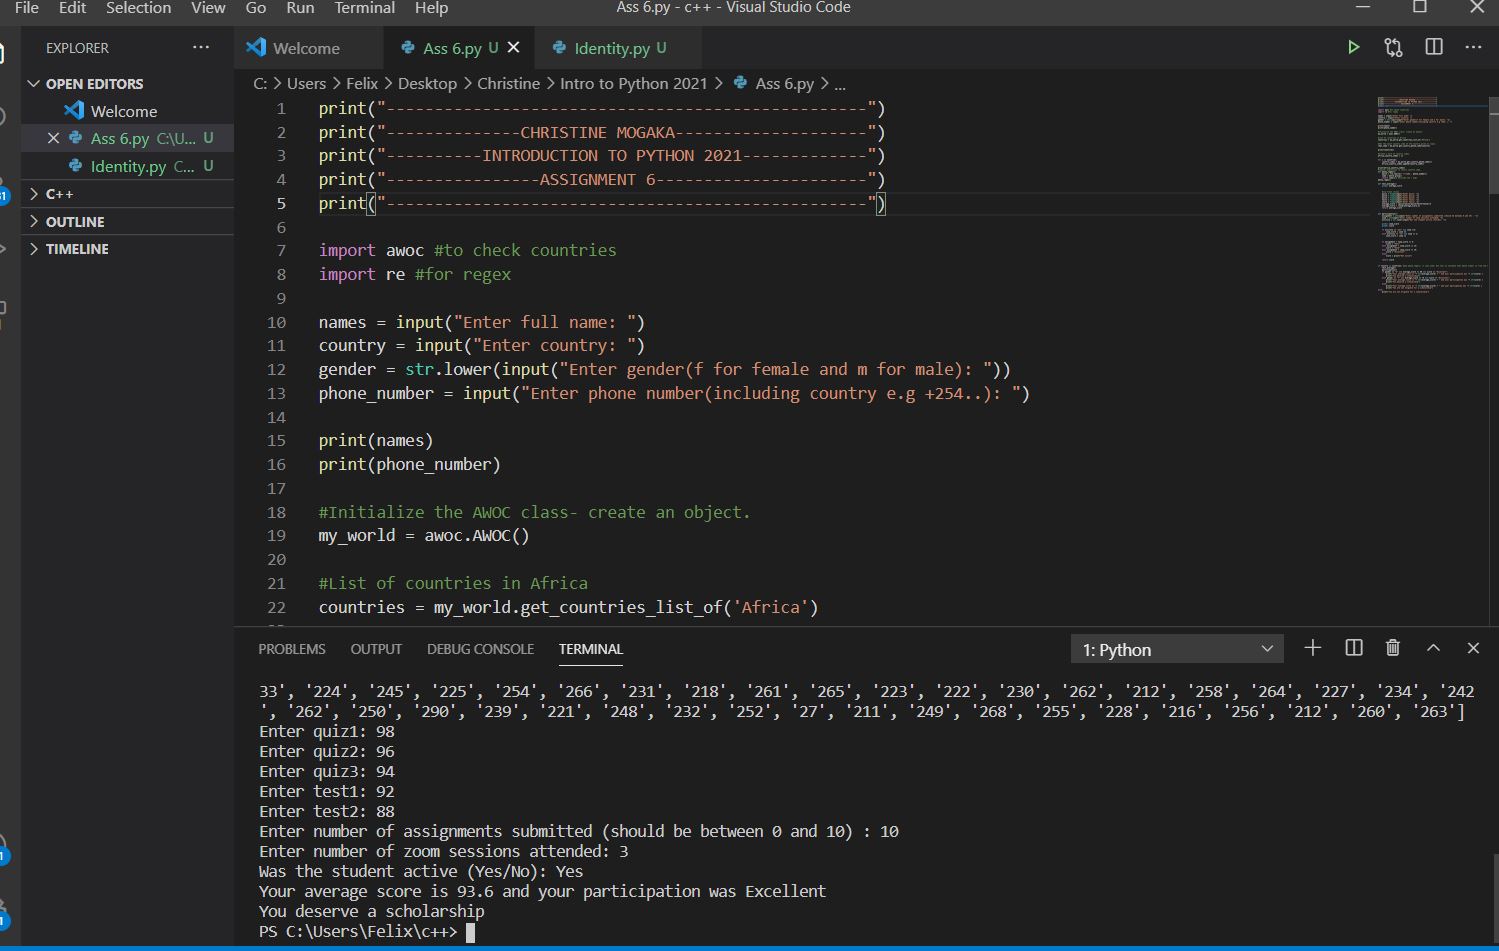 File Edit Selection View Go Run Terminal Help Ass 6.py - c++ - Visual Studio Code
EXPLORER ... Welcome Ass 6.py U Identity.py U
OPEN EDITORS
Welcome
Ass 6.py C:\U... U
Identity.py C... U
C++
OUTLINE
TIMELINE
C: > Users > Felix > Desktop > Christine > Intro to Python 2021 > Ass 6.py > ...
1 print("--------------------------------------------------")
2 print("--------------CHRISTINE MOGAKA--------------------")
3 print("----------INTRODUCTION TO PYTHON 2021-------------")
4 print("----------------ASSIGNMENT 6----------------------")
5 print("--------------------------------------------------")
6
7 import awoc #to check countries
8 import re #for regex
9
10 names = input("Enter full name: ")
11 country = input("Enter country: ")
12 gender = str.lower(input("Enter gender(f for female and m for male): "))
13 phone_number = input("Enter phone number(including country e.g +254..): ")
14
15 print(names)
16 print(phone_number)
17
18 #Initialize the AWOC class- create an object.
19 my_world = awoc.AWOC()
20
21 #List of countries in Africa
22 countries = my_world.get_countries_list_of('Africa')
PROBLEMS OUTPUT DEBUG CONSOLE TERMINAL 1: Python
33', '224', '245', '225', '254', '266', '231', '218', '261', '265', '223', '222', '230', '262', '212', '258', '264', '227', '234', '242
', '262', '250', '290', '239', '221', '248', '232', '252', '27', '211', '249', '268', '255', '228', '216', '256', '212', '260', '263']
Enter quiz1: 98
Enter quiz2: 96
Enter quiz3: 94
Enter test1: 92
Enter test2: 88
Enter number of assignments submitted (should be between 0 and 10) : 10
Enter number of zoom sessions attended: 3
Was the student active (Yes/No): Yes
Your average score is 93.6 and your participation was Excellent
You deserve a scholarship
PS C:\Users\Felix\c++>